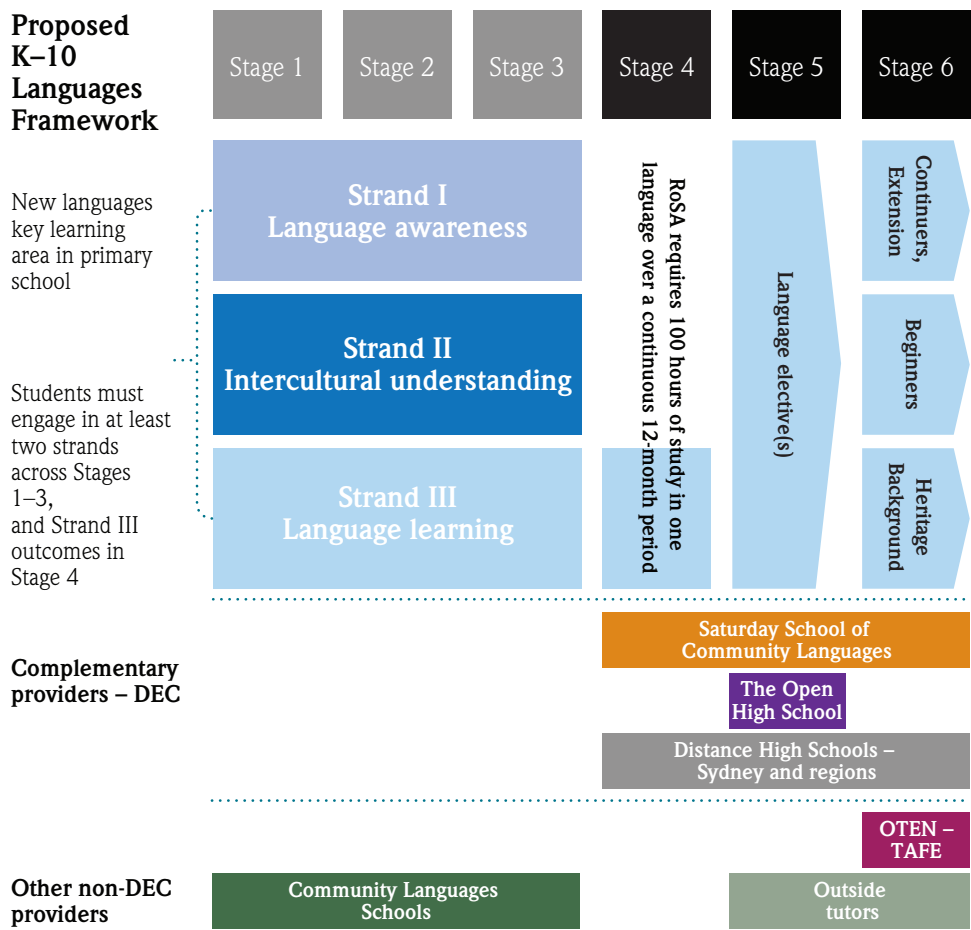 Proposed
K–10
Languages
Framework
Stage 1
Stage 2
Stage 3
Stage 4
Stage 5
Stage 6
New languages
key learning
area in primary
school
Students must
engage in at least
two strands
across Stages
1–3,
and Strand III
outcomes in
Stage 4
Strand I
Language awareness
Strand II
Intercultural understanding
Strand III
Language learning
RoSA requires 100 hours of study in one
language over a continuous 12-month period
Language elective(s)
Continuers,
Extension
Beginners
Heritage
Background
Complementary
providers – DEC
Saturday School of
Community Languages
The Open
High School
Distance High Schools –
Sydney and regions
Other non-DEC
providers
OTEN –
TAFE
Community Languages
Schools
Outside
tutors